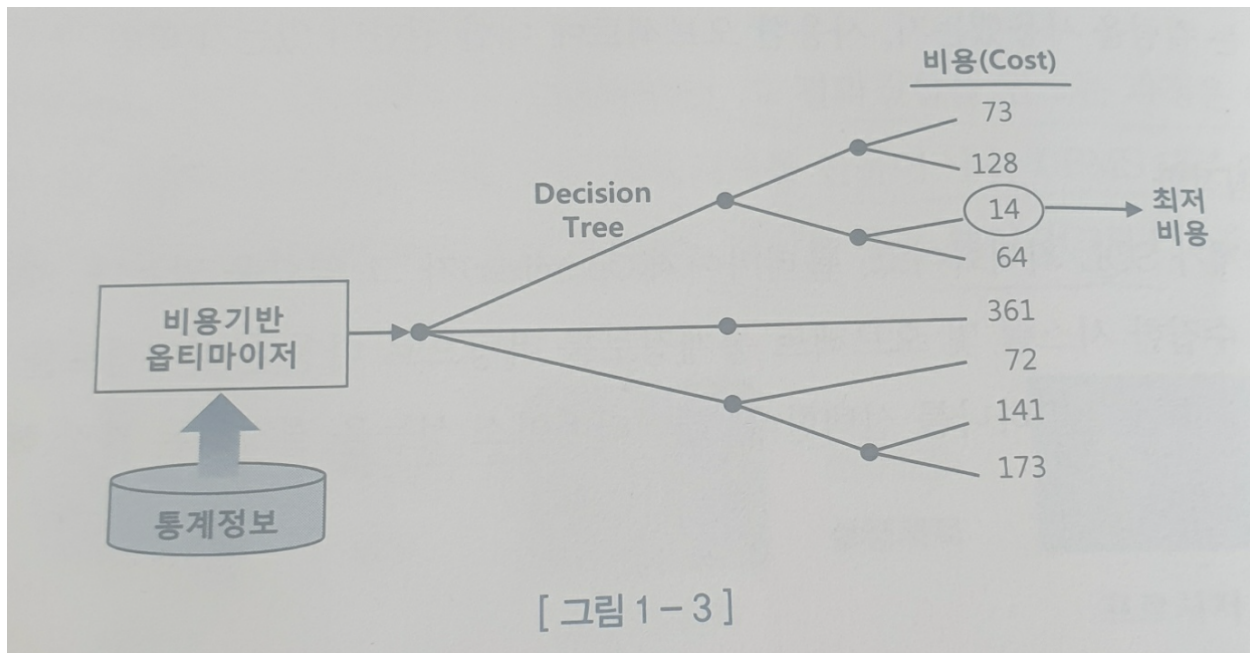 비용(Cost)
73
128
Decision
Tree
14
최저
비용
64
361
비용기반
옵티마이저
72
141
173
통계정보
[ 그림 1 – 3 ]